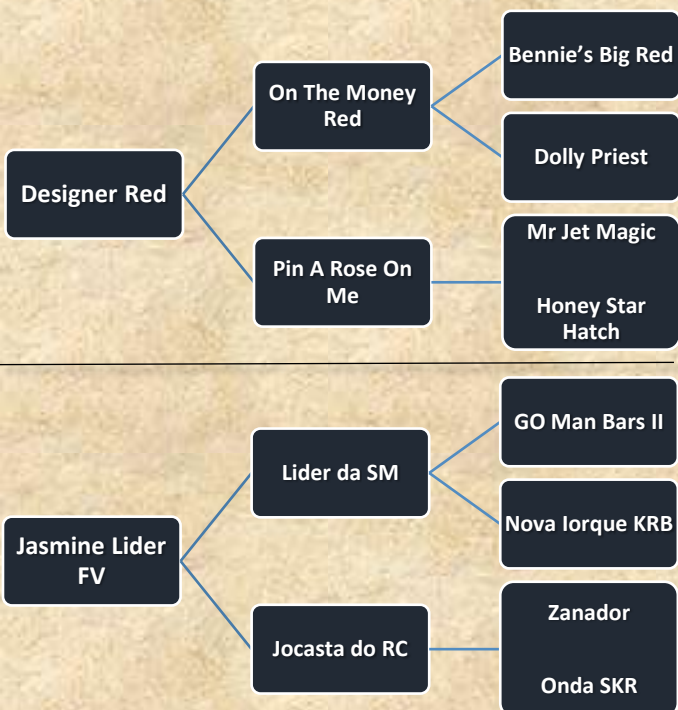 Designer Red
On The Money
Red
Pin A Rose On
Me
Bennie's Big Red
Dolly Priest
Mr Jet Magic
Honey Star
Hatch
Jasmine Lider
FV
Lider da SM
Jocasta do RC
GO Man Bars II
Nova Iorque KRB
Zanador
Onda SKR